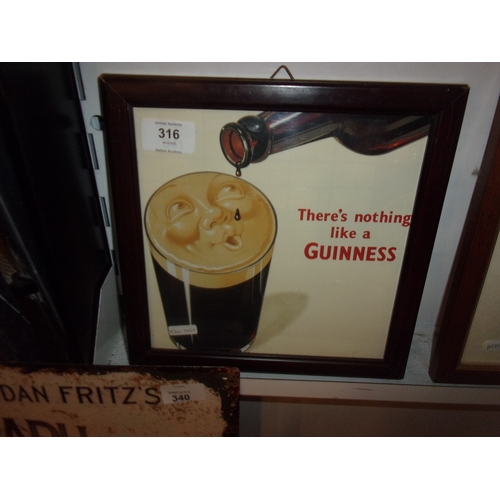 316
There's nothing
like a
GUINNESS
DAN FRITZ'S
340